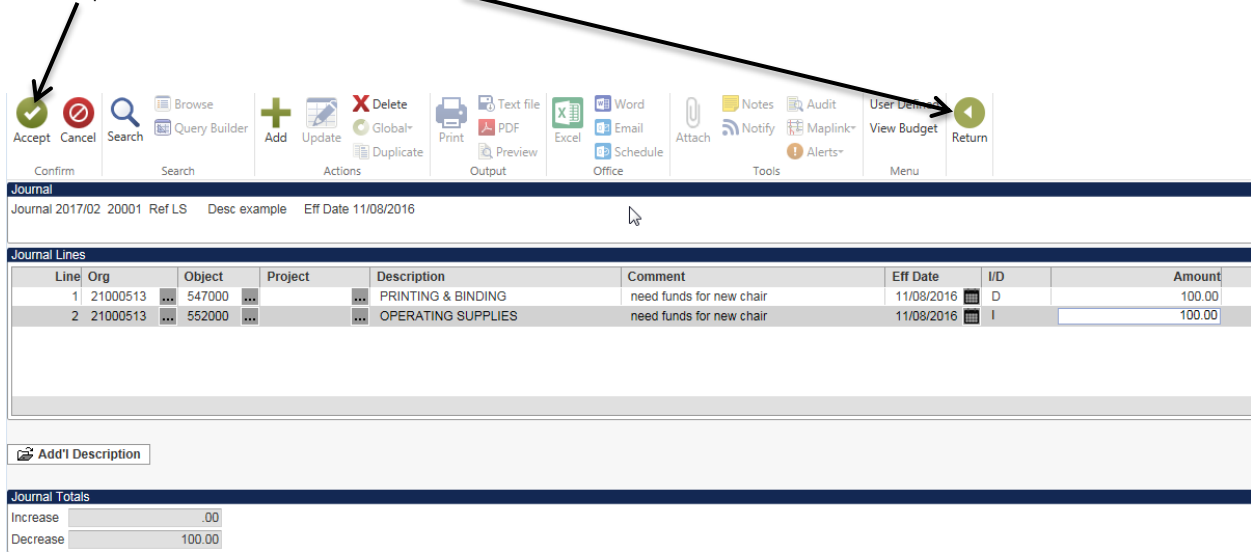 Accept Cancel Search Browse Query Builder Add Update Delete Global Duplicate Print Text file PDF Preview Excel Word Email Schedule Attach Notes Notify Audit Maplink Alerts User Defined View Budget Return
Confirm Search Actions Output Office Tools Menu
Journal
Journal 2017/02 20001 Ref LS Desc example Eff Date 11/08/2016
Journal Lines
Line Org Object Project Description Comment Eff Date I/D Amount
1 21000513 ... 547000 ... ... PRINTING & BINDING need funds for new chair 11/08/2016 D 100.00
2 21000513 ... 552000 ... ... OPERATING SUPPLIES need funds for new chair 11/08/2016 I 100.00
Add'l Description
Journal Totals
Increase .00
Decrease 100.00